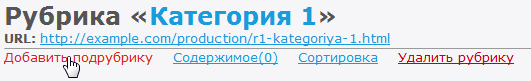 Рубрика «Категория 1»
URL: http://example.com/production/r1-kategoriya-1.html
Добавить подрубрику Содержимое(0) Сортировка Удалить рубрику